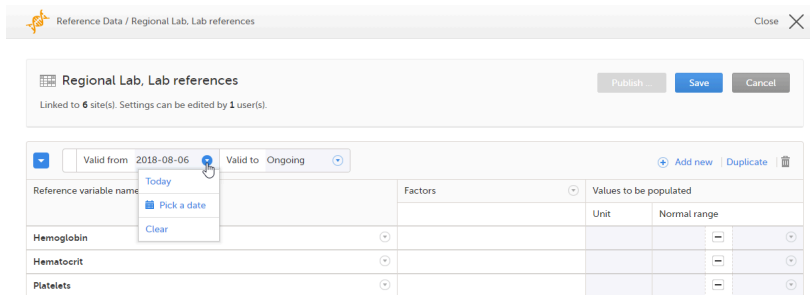 Reference Data / Regional Lab, Lab references
Close
Regional Lab, Lab references
Publish ...
Save
Cancel
Linked to 6 site(s). Settings can be edited by 1 user(s).
Valid from 2018-08-06 Valid to Ongoing
Add new Duplicate
Today
Pick a date
Clear
Reference variable name
Factors
Values to be populated
Unit
Normal range
Hemoglobin
Hematocrit
Platelets